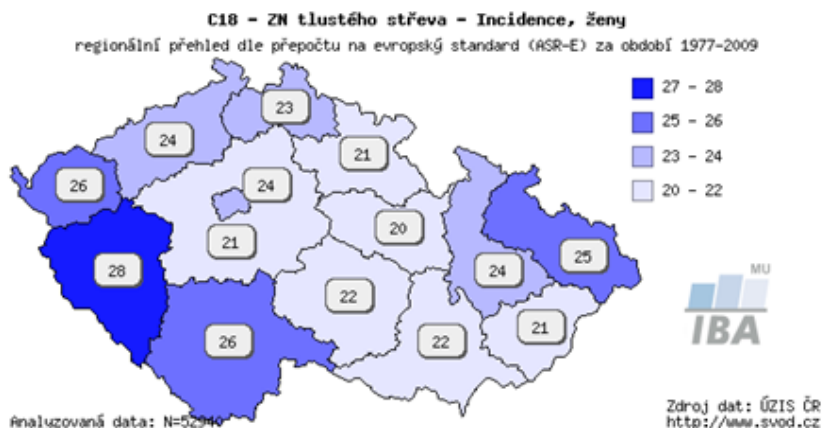 C18 - ZN tlustého střeva - Incidence, ženy
regionální přehled dle přepočtu na evropský standard (ASR-E) za období 1977-2009
27 - 28
25 - 26
23 - 24
20 - 22
23
24
21
26
24
20
21
25
28
24
22
21
26
22
MU
IBA
Analyzovaná data: N=52940
Zdroj dat: ÚZIS ČR
http://www.svod.cz